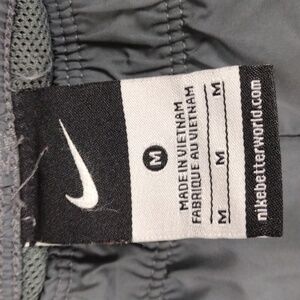 M
MADE IN VIETNAM
FABRIQUÉ AU VIETNAM
M M M
nikebetterworld.com